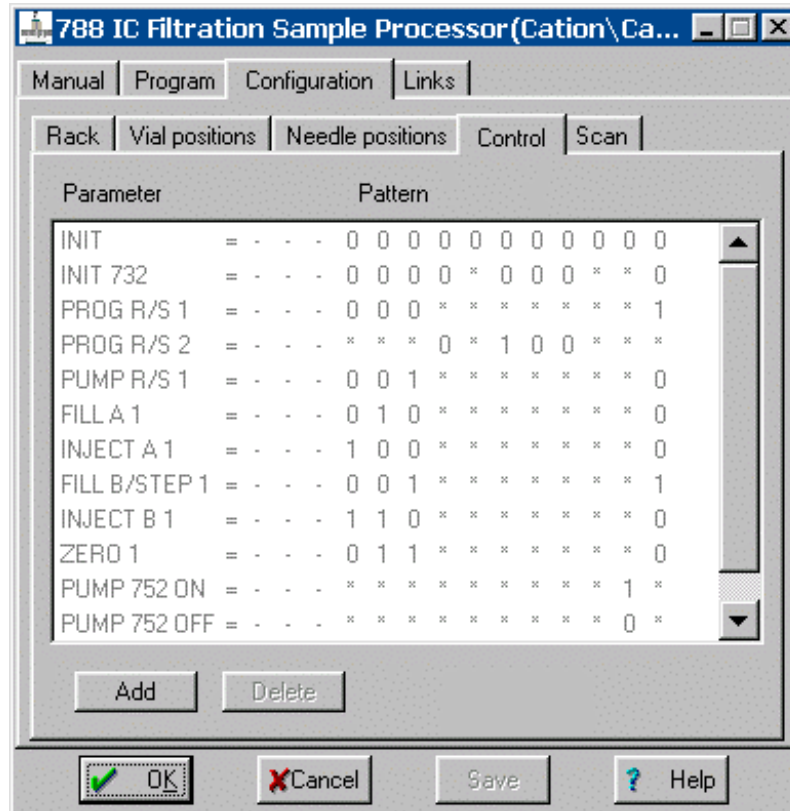 788 IC Filtration Sample Processor(Cation\Ca...
Manual Program Configuration Links
Rack Vial positions Needle positions Control Scan
Parameter Pattern
INIT = - - - 0 0 0 0 0 0 0 0 0 0 0
INIT 732 = - - - 0 0 0 0 * 0 0 0 * * 0
PROG R/S 1 = - - - 0 0 0 * * * * * * * 1
PROG R/S 2 = - - - * * * 0 * 1 0 0 * * *
PUMP R/S 1 = - - - 0 0 1 * * * * * * * 0
FILL A 1 = - - - 0 1 0 * * * * * * * 0
INJECT A 1 = - - - 1 0 0 * * * * * * * 0
FILL B/STEP 1 = - - - 0 0 1 * * * * * * * 1
INJECT B 1 = - - - 1 1 0 * * * * * * * 0
ZERO 1 = - - - 0 1 1 * * * * * * * 0
PUMP 752 ON = - - - * * * * * * * * * 1 *
PUMP 752 OFF = - - - * * * * * * * * * 0 *
Add Delete
OK Cancel Save ? Help